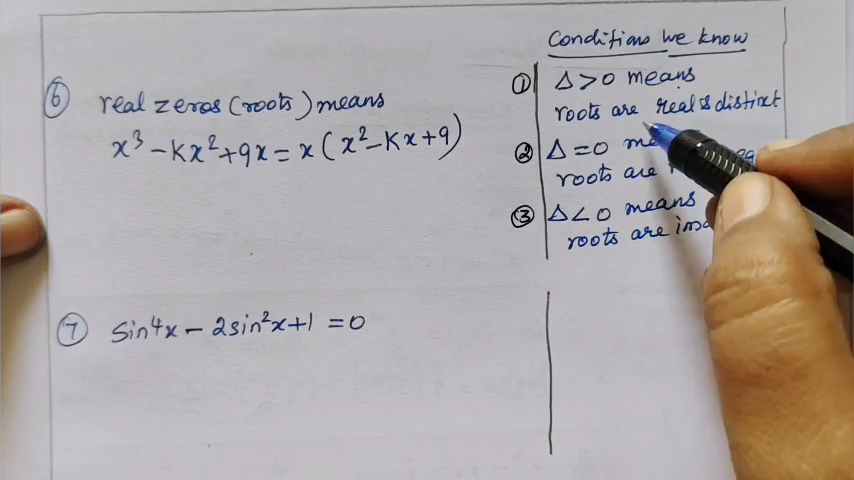 Conditions we know
⑥ real zeros (roots) means
x³ - Kx² + 9x = x(x² - Kx + 9)
① Δ > 0 means
roots are real & distinct
② Δ = 0
roots are
③ Δ < 0 means
roots are
⑦ Sin⁴x - 2sin²x + 1 = 0